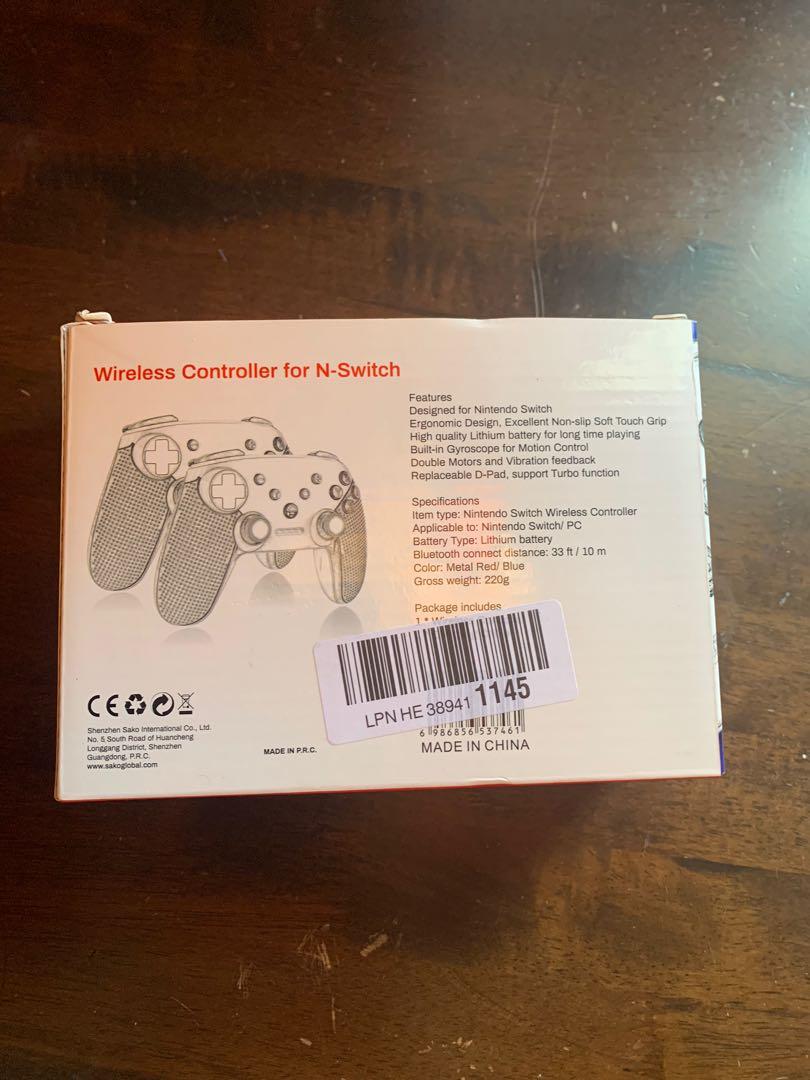 Wireless Controller for N-Switch
Features
Designed for Nintendo Switch
Ergonomic Design, Excellent Non-slip Soft Touch Grip
High quality Lithium battery for long time playing
Built-in Gyroscope for Motion Control
Double Motors and Vibration feedback
Replaceable D-Pad, support Turbo function
Specifications
Item type: Nintendo Switch Wireless Controller
Applicable to: Nintendo Switch/ PC
Battery Type: Lithium battery
Bluetooth connect distance: 33 ft / 10 m
Color: Metal Red/ Blue
Gross weight: 220g
Package includes
1 *
LPN HE 38941 1145
6 986856 537461
MADE IN CHINA
CE
Shenzhen Sako International Co., Ltd.
No. 5 South Road of Huancheng
Longgang District, Shenzhen
Guangdong, P.R.C.
www.sakoglobal.com
MADE IN P.R.C.